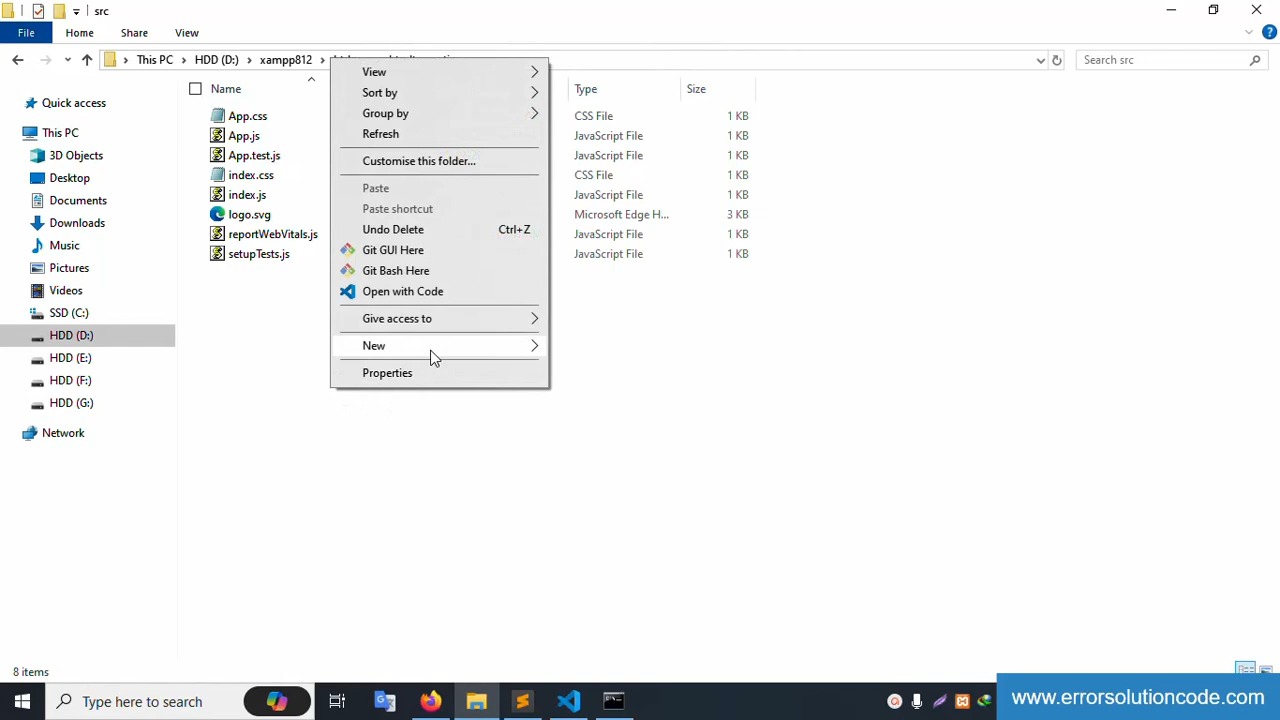 src
File Home Share View
This PC HDD (D:) xampp812
Search src
Quick access
This PC
3D Objects
Desktop
Documents
Downloads
Music
Pictures
Videos
SSD (C:)
HDD (D:)
HDD (E:)
HDD (F:)
HDD (G:)
Network
Name Type Size
App.css CSS File 1 KB
App.js JavaScript File 1 KB
App.test.js JavaScript File 1 KB
index.css CSS File 1 KB
index.js JavaScript File 1 KB
logo.svg Microsoft Edge H... 3 KB
reportWebVitals.js JavaScript File 1 KB
setupTests.js JavaScript File 1 KB
View
Sort by
Group by
Refresh
Customise this folder...
Paste
Paste shortcut
Undo Delete Ctrl+Z
Git GUI Here
Git Bash Here
Open with Code
Give access to
New
Properties
8 items
Type here to search
www.errorsolutioncode.com